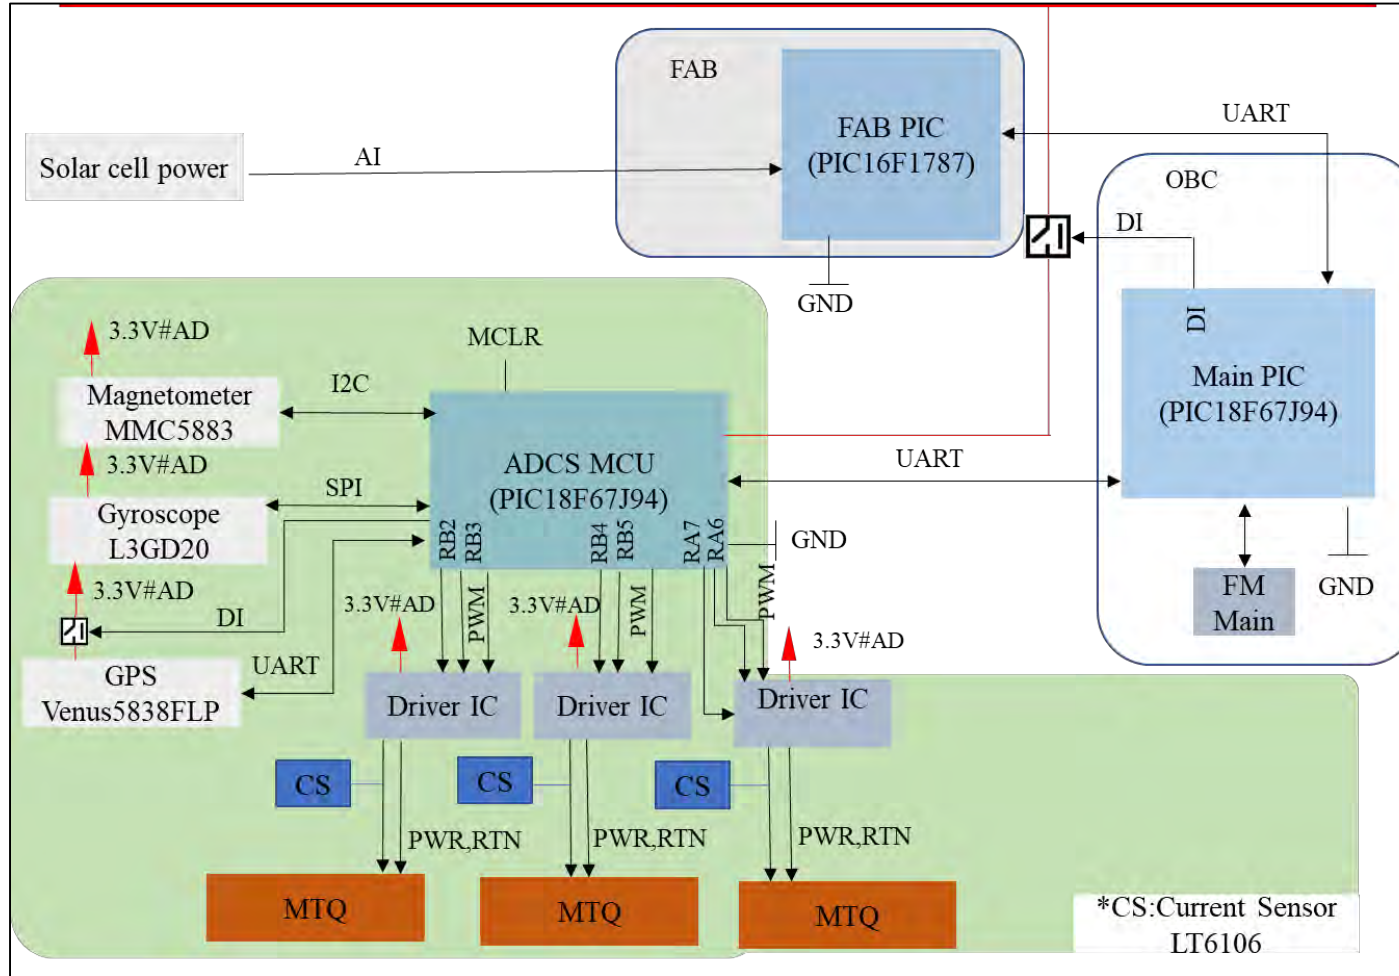 FAB
FAB PIC
(PIC16F1787)
UART
Solar cell power
AI
OBC
DI
GND
DI
Main PIC
(PIC18F67J94)
3.3V#AD
MCLR
Magnetometer
MMC5883
I2C
ADCS MCU
(PIC18F67J94)
UART
3.3V#AD
SPI
Gyroscope
L3GD20
RB2
RB3
RB4
RB5
RA7
RA6
GND
FM
Main
GND
3.3V#AD
DI
3.3V#AD
PWM
3.3V#AD
PWM
PWM
3.3V#AD
UART
GPS
Venus5838FLP
Driver IC
Driver IC
Driver IC
CS
CS
CS
PWR,RTN
PWR,RTN
PWR,RTN
MTQ
MTQ
MTQ
*CS:Current Sensor
LT6106